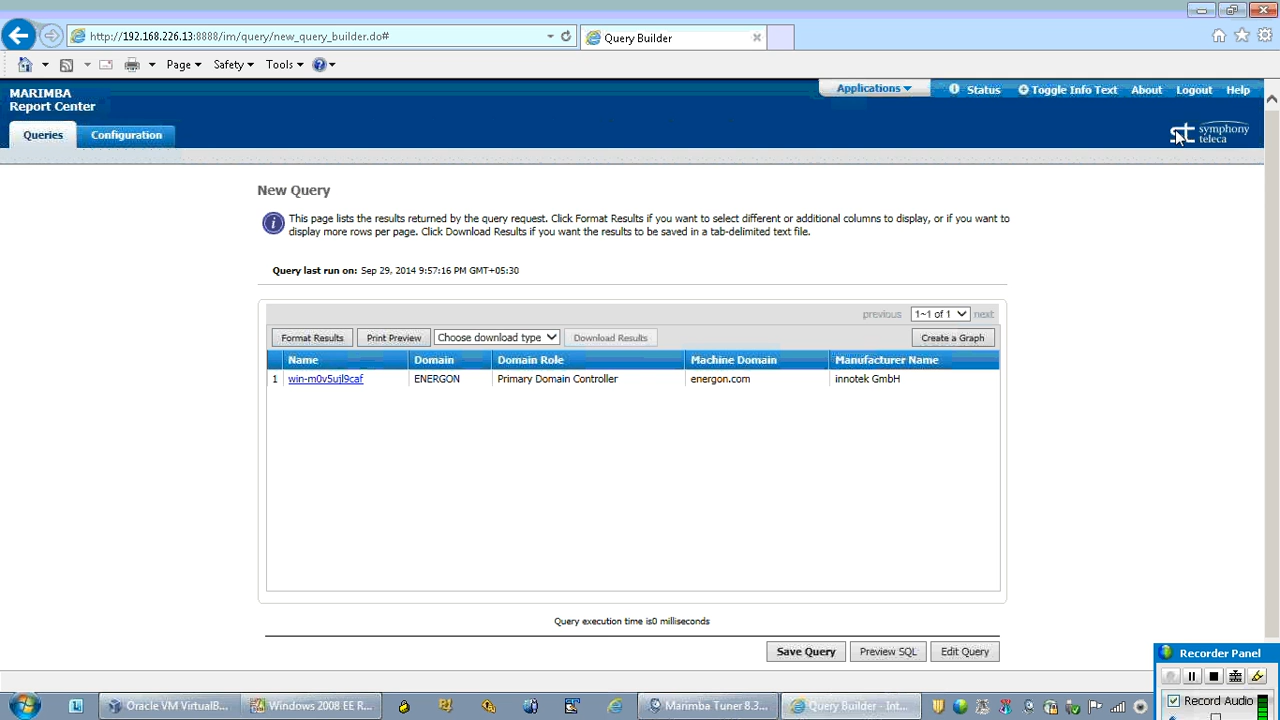 http://192.168.226.13:8888/im/query/new_query_builder.do#
Query Builder
Page
Safety
Tools
MARIMBA
Report Center
Applications
Status
Toggle Info Text
About
Logout
Help
Queries
Configuration
symphony
teleca
New Query
This page lists the results returned by the query request. Click Format Results if you want to select different or additional columns to display, or if you want to
display more rows per page. Click Download Results if you want the results to be saved in a tab-delimited text file.
Query last run on: Sep 29, 2014 9:57:16 PM GMT+05:30
previous 1~1 of 1 next
Format Results Print Preview Choose download type Download Results Create a Graph
Name Domain Domain Role Machine Domain Manufacturer Name
1 win-m0v5ujl9caf ENERGON Primary Domain Controller energon.com innotek GmbH
Query execution time is0 milliseconds
Save Query Preview SQL Edit Query
Recorder Panel
Record Audio
Oracle VM VirtualB...
Windows 2008 EE R...
Marimba Tuner 8.3...
Query Builder - Int...